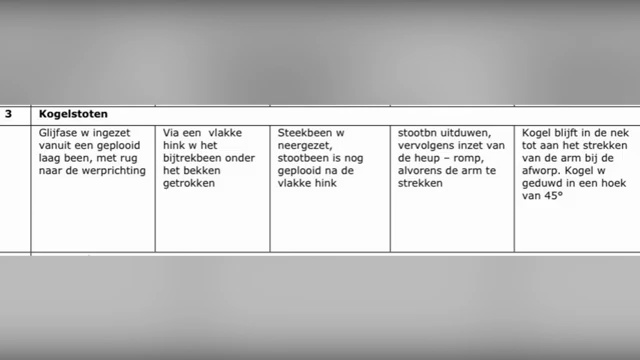 3 Kogelstoten
Glijfase w ingezet
vanuit een geplooid
laag been, met rug
naar de werprichting
Via een vlakke
hink w het
bijtrekbeen onder
het bekken
getrokken
Steekbeen w
neergezet,
stootbeen is nog
geplooid na de
vlakke hink
stootbn uitduwen,
vervolgens inzet van
de heup – romp,
alvorens de arm te
strekken
Kogel blijft in de nek
tot aan het strekken
van de arm bij de
afworp. Kogel w
geduwd in een hoek
van 45°